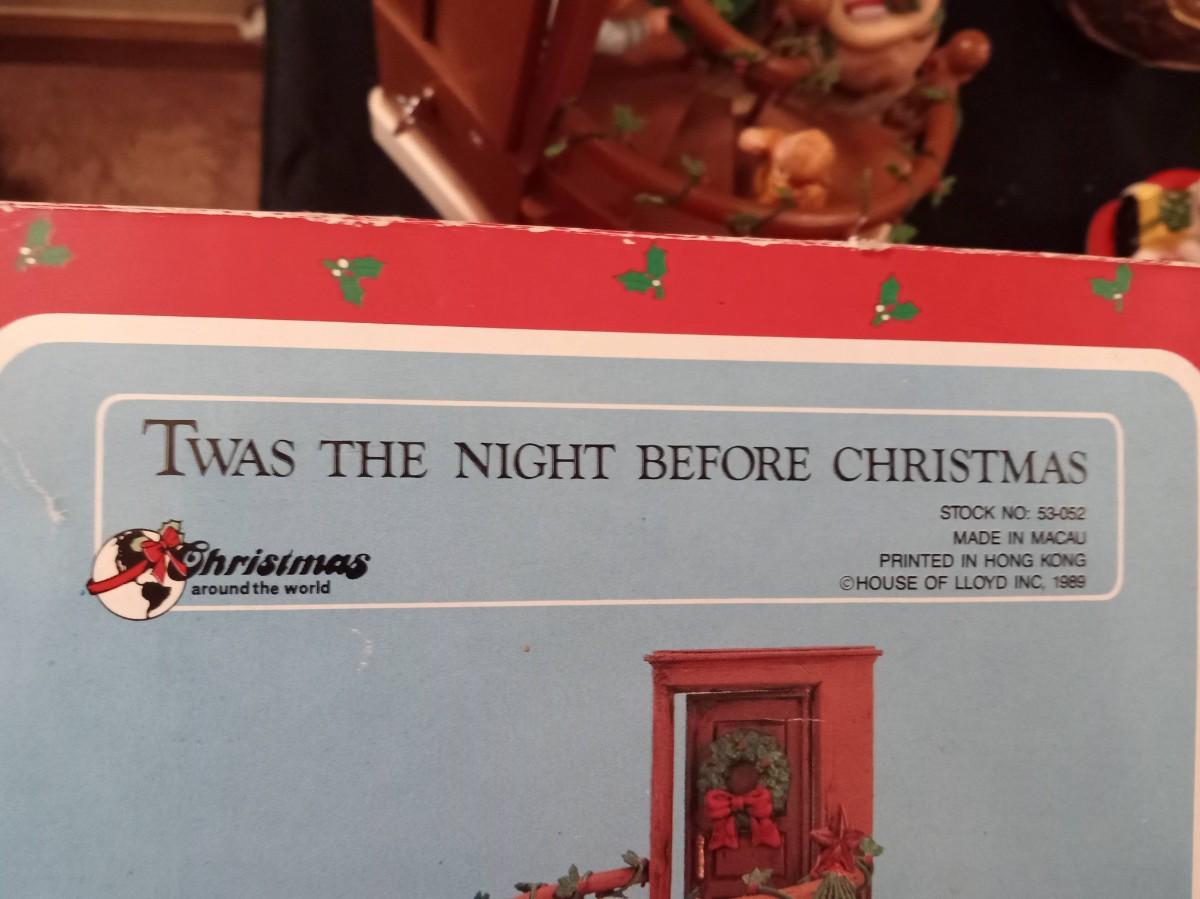 TWAS THE NIGHT BEFORE CHRISTMAS
STOCK NO: 53-052
MADE IN MACAU
PRINTED IN HONG KONG
©HOUSE OF LLOYD INC, 1989
Christmas
around the world